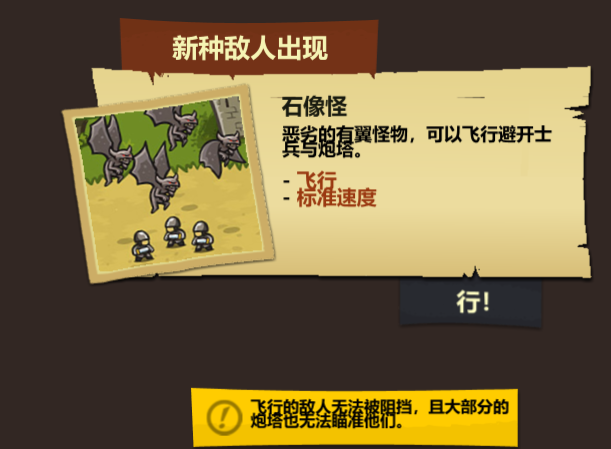 新种敌人出现
石像怪
恶劣的有翼怪物，可以飞行避开士
兵与炮塔。
- 飞行
- 标准速度
行！
飞行的敌人无法被阻挡，且大部分的
炮塔也无法瞄准他们。